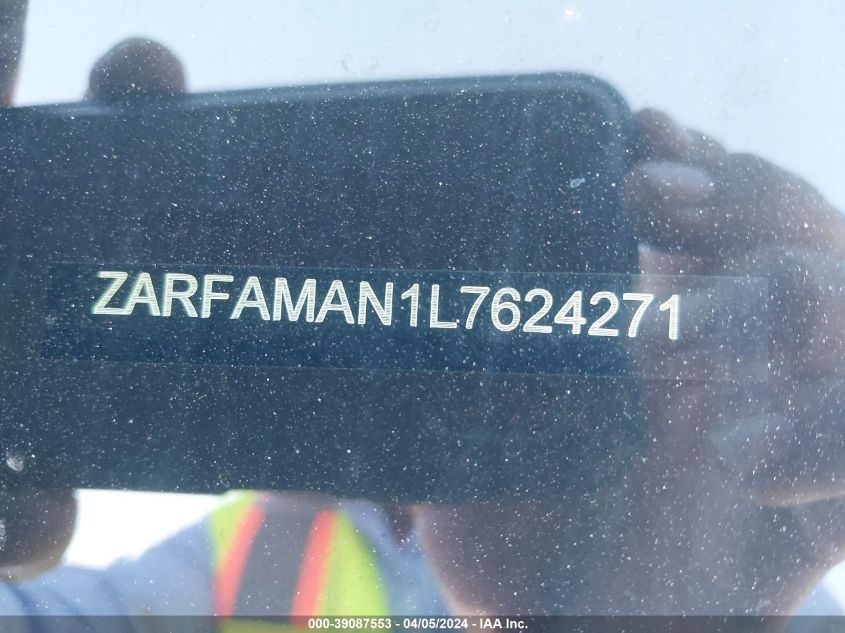 ZARFAMAN1L7624271
000-39087553 - 04/05/2024 - IAA Inc.